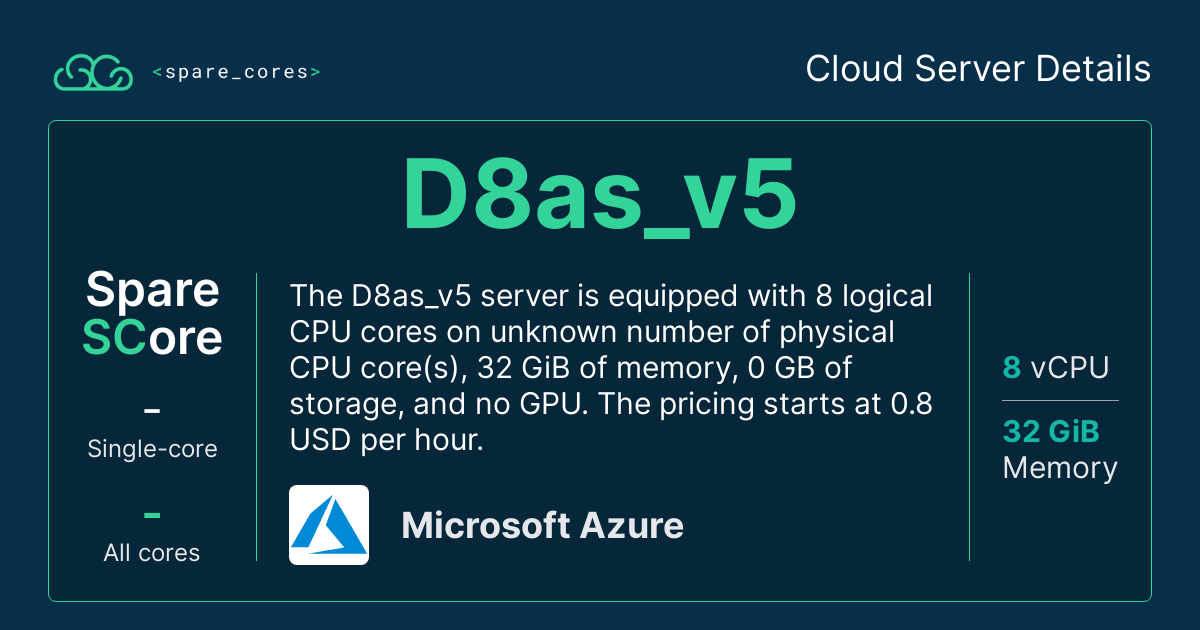 <spare_cores>
Cloud Server Details
D8as_v5
Spare
SCore
-
Single-core
-
All cores
The D8as_v5 server is equipped with 8 logical
CPU cores on unknown number of physical
CPU core(s), 32 GiB of memory, 0 GB of
storage, and no GPU. The pricing starts at 0.8
USD per hour.
Microsoft Azure
8 vCPU
32 GiB
Memory